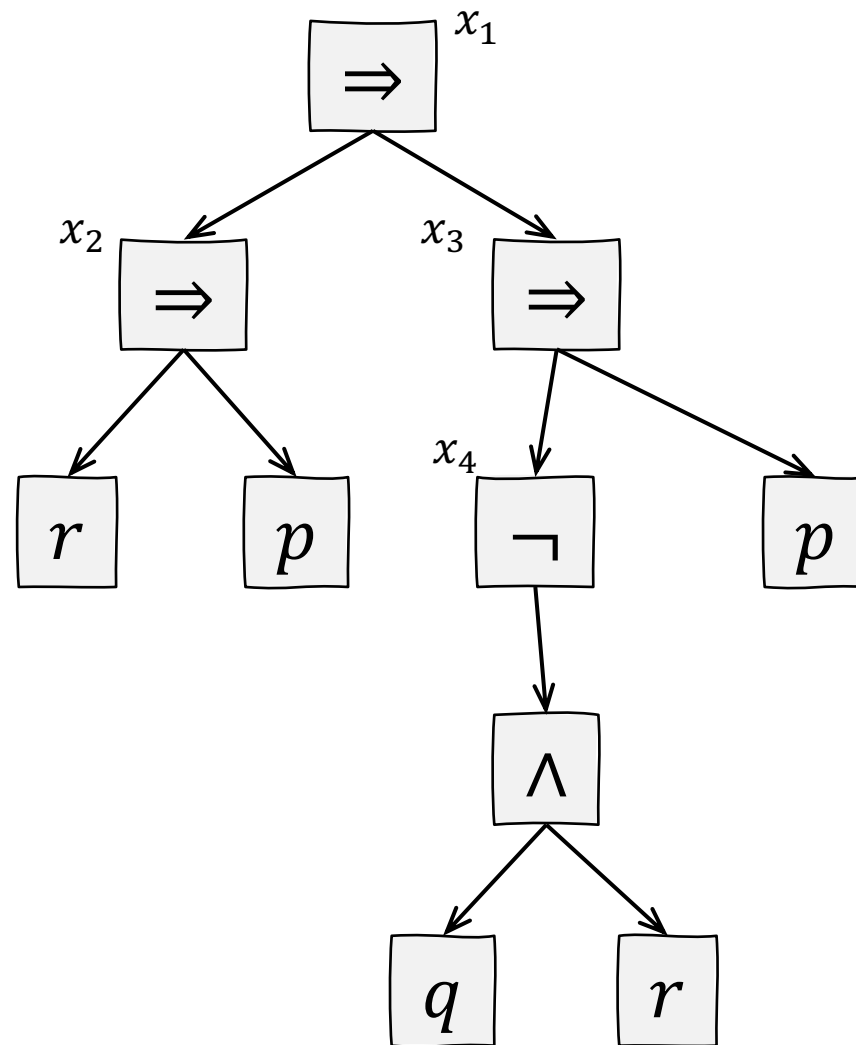 x₁
⇒
x₂ x₃
⇒ ⇒
x₄
r p ¬ p
∧
q r